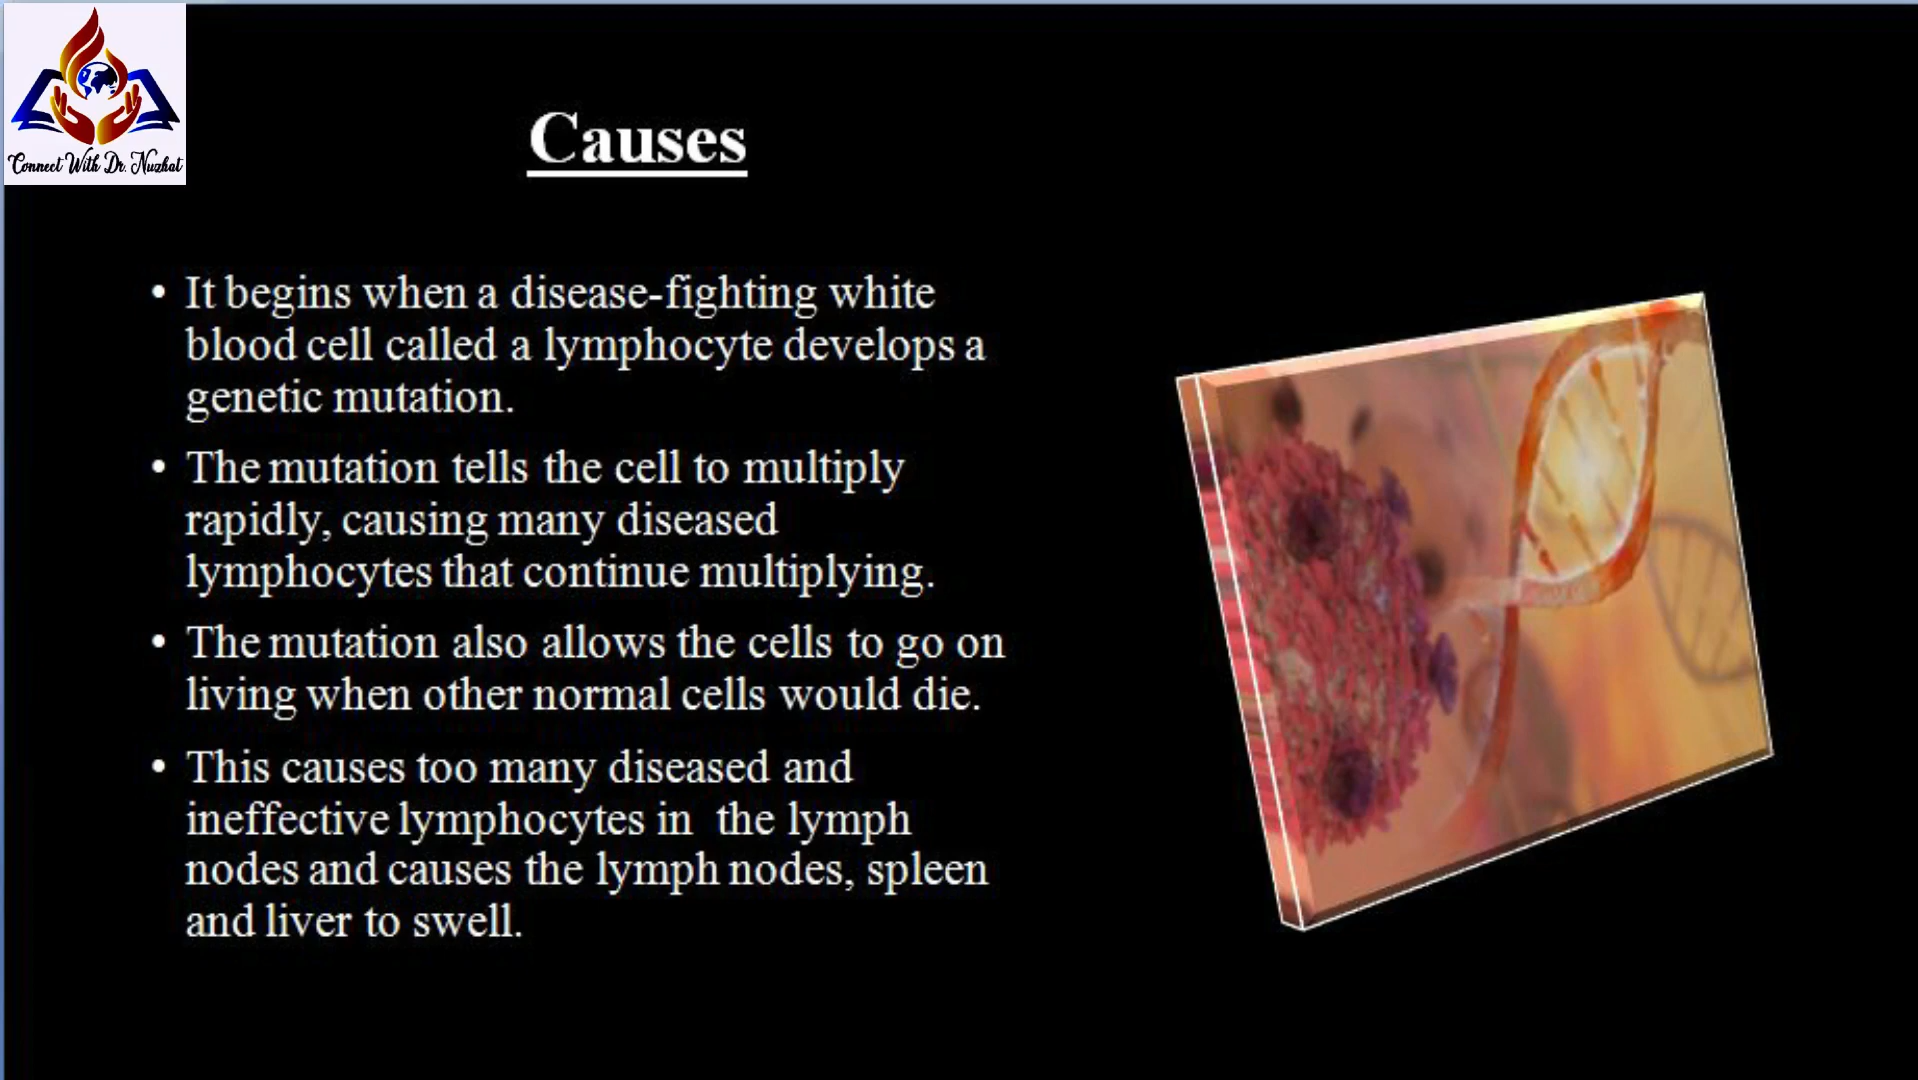 Connect With Dr. Nuzhat
Causes
• It begins when a disease-fighting white
blood cell called a lymphocyte develops a
genetic mutation.
• The mutation tells the cell to multiply
rapidly, causing many diseased
lymphocytes that continue multiplying.
• The mutation also allows the cells to go on
living when other normal cells would die.
• This causes too many diseased and
ineffective lymphocytes in the lymph
nodes and causes the lymph nodes, spleen
and liver to swell.